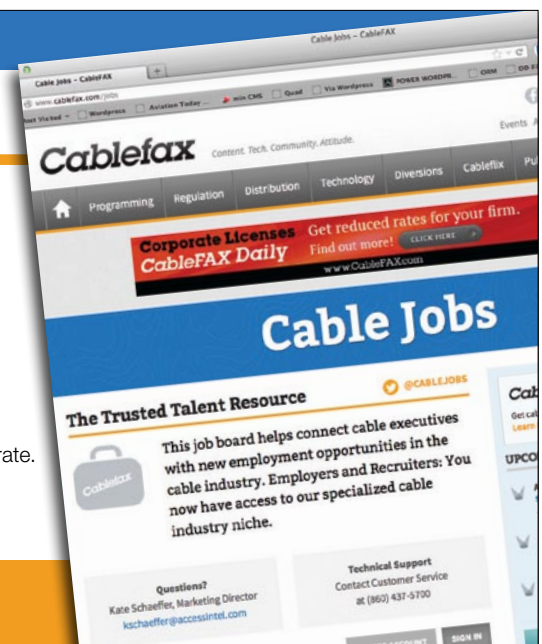 Cable Jobs – CableFAX
Cable Jobs – CableFAX
www.cablefax.com/jobs
Most Visited Wordpress Aviation Today ... min CMS Quad Via Wordpress POWER WORDPR... ORM
Cablefax
Content. Tech. Community. Attitude.
Events
Programming Regulation Distribution Technology Diversions Cableflix
Corporate Licenses
CableFAX Daily
Get reduced rates for your firm.
Find out more! CLICK HERE
www.CableFAX.com
Cable Jobs
The Trusted Talent Resource
@CABLEJOBS
Cablefax
This job board helps connect cable executives
with new employment opportunities in the
cable industry. Employers and Recruiters: You
now have access to our specialized cable
industry niche.
Get
Learn
rate.
Questions?
Kate Schaeffer, Marketing Director
kschaeffer@accessintel.com
Technical Support
Contact Customer Service
at (860) 437-5700
ACCOUNT
SIGN IN